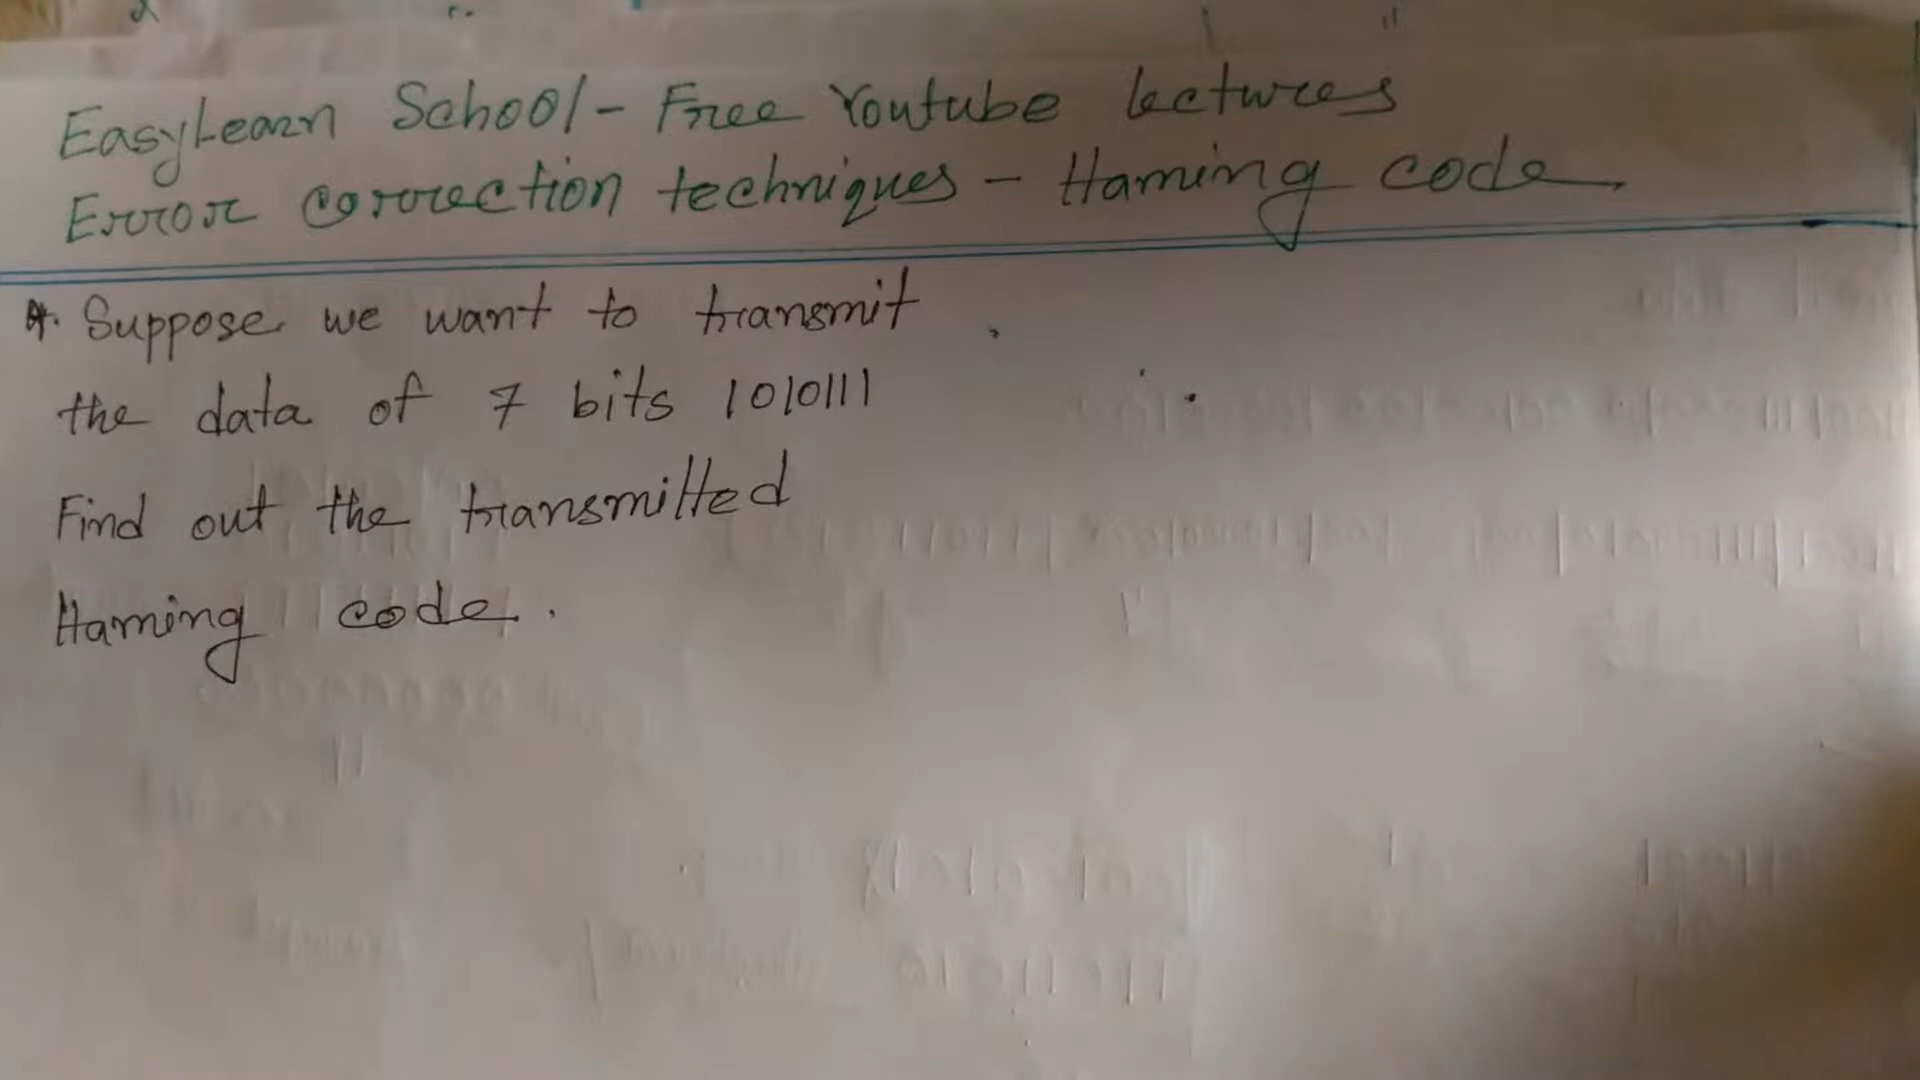 EasyLearn School - Free Youtube lectures
Error correction techniques - Haming code.
*. Suppose we want to transmit
the data of 7 bits 1010111
Find out the transmitted
Haming code.